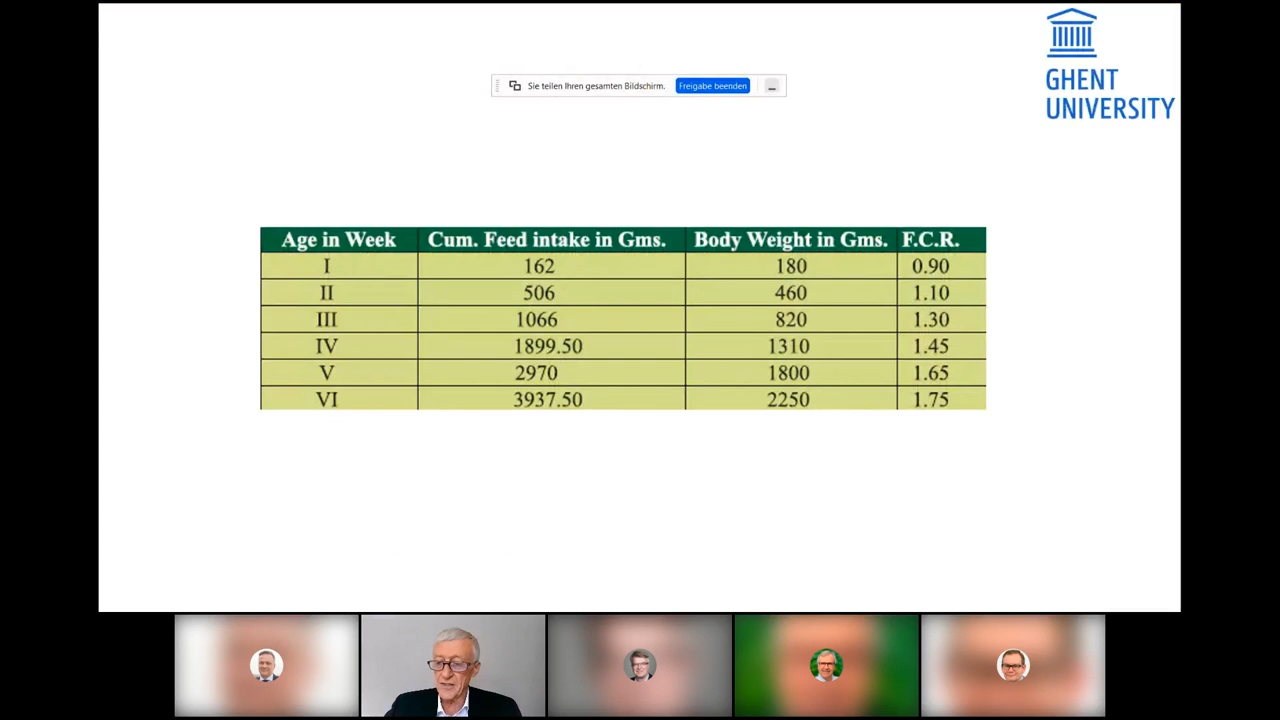 GHENT
UNIVERSITY
Sie teilen Ihren gesamten Bildschirm. Freigabe beenden
Age in Week Cum. Feed intake in Gms. Body Weight in Gms. F.C.R.
I 162 180 0.90
II 506 460 1.10
III 1066 820 1.30
IV 1899.50 1310 1.45
V 2970 1800 1.65
VI 3937.50 2250 1.75